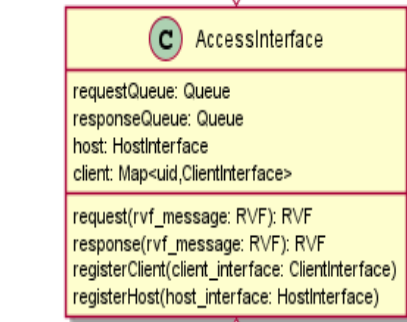 C AccessInterface
requestQueue: Queue
responseQueue: Queue
host: HostInterface
client: Map<uid,ClientInterface>
request(rvf_message: RVF): RVF
response(rvf_message: RVF): RVF
registerClient(client_interface: ClientInterface)
registerHost(host_interface: HostInterface)